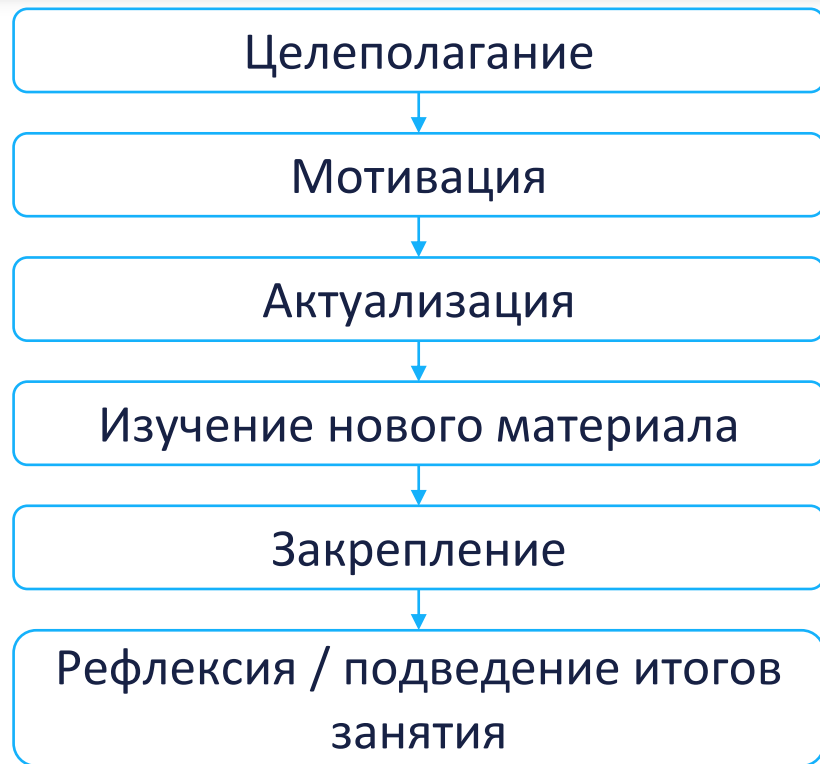 Целеполагание
Мотивация
Актуализация
Изучение нового материала
Закрепление
Рефлексия / подведение итогов
занятия